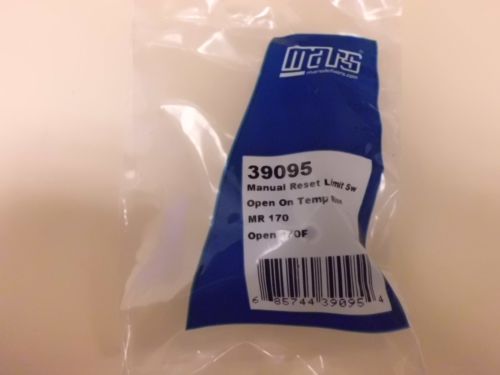 mars
39095
Manual Reset Limit Sw
Open On Temp
MR 170
Open
6 85744 39095 4